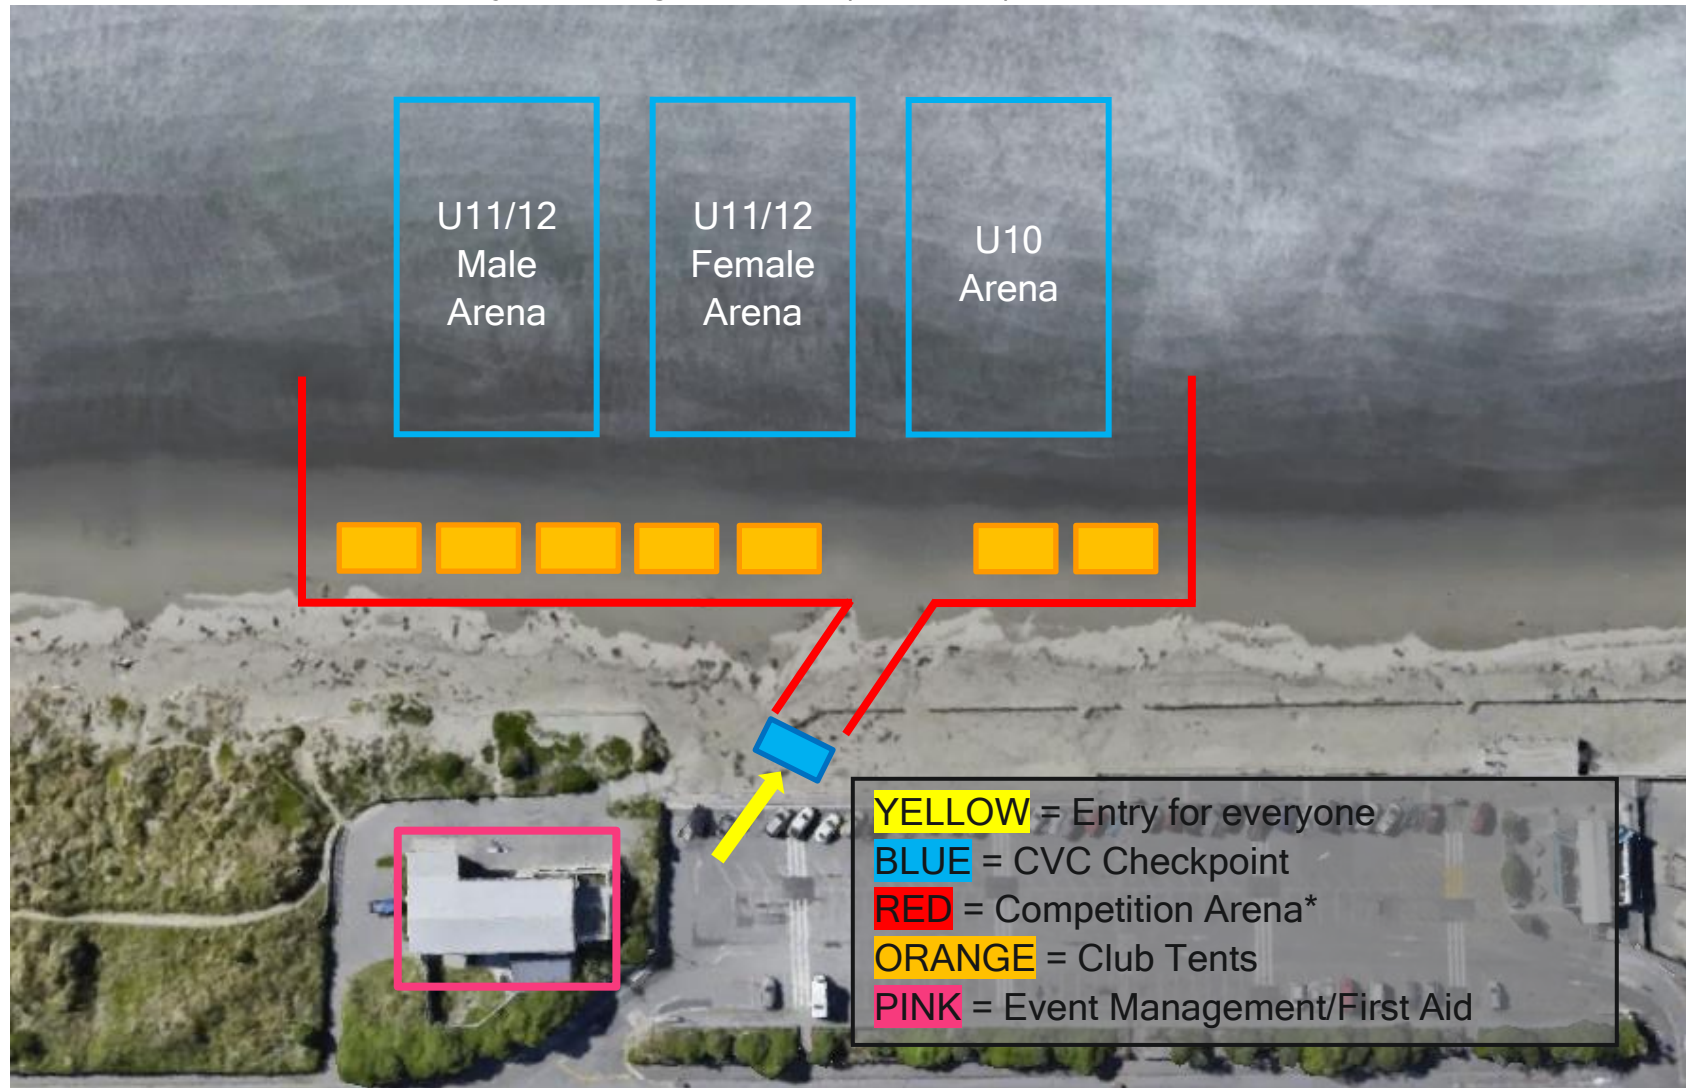 U11/12
Male
Arena
U11/12
Female
Arena
U10
Arena
YELLOW = Entry for everyone
BLUE = CVC Checkpoint
RED = Competition Arena*
ORANGE = Club Tents
PINK = Event Management/First Aid